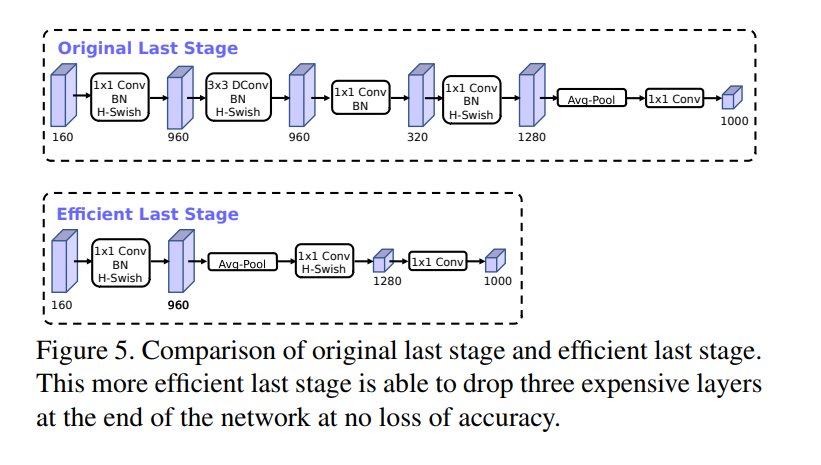 Original Last Stage
1x1 Conv
BN
H-Swish
3x3 DConv
BN
H-Swish
1x1 Conv
BN
1x1 Conv
BN
H-Swish
Avg-Pool
1x1 Conv
160
960
960
320
1280
1000
Efficient Last Stage
1x1 Conv
BN
H-Swish
Avg-Pool
1x1 Conv
H-Swish
1x1 Conv
160
960
1280
1000
Figure 5. Comparison of original last stage and efficient last stage.
This more efficient last stage is able to drop three expensive layers
at the end of the network at no loss of accuracy.